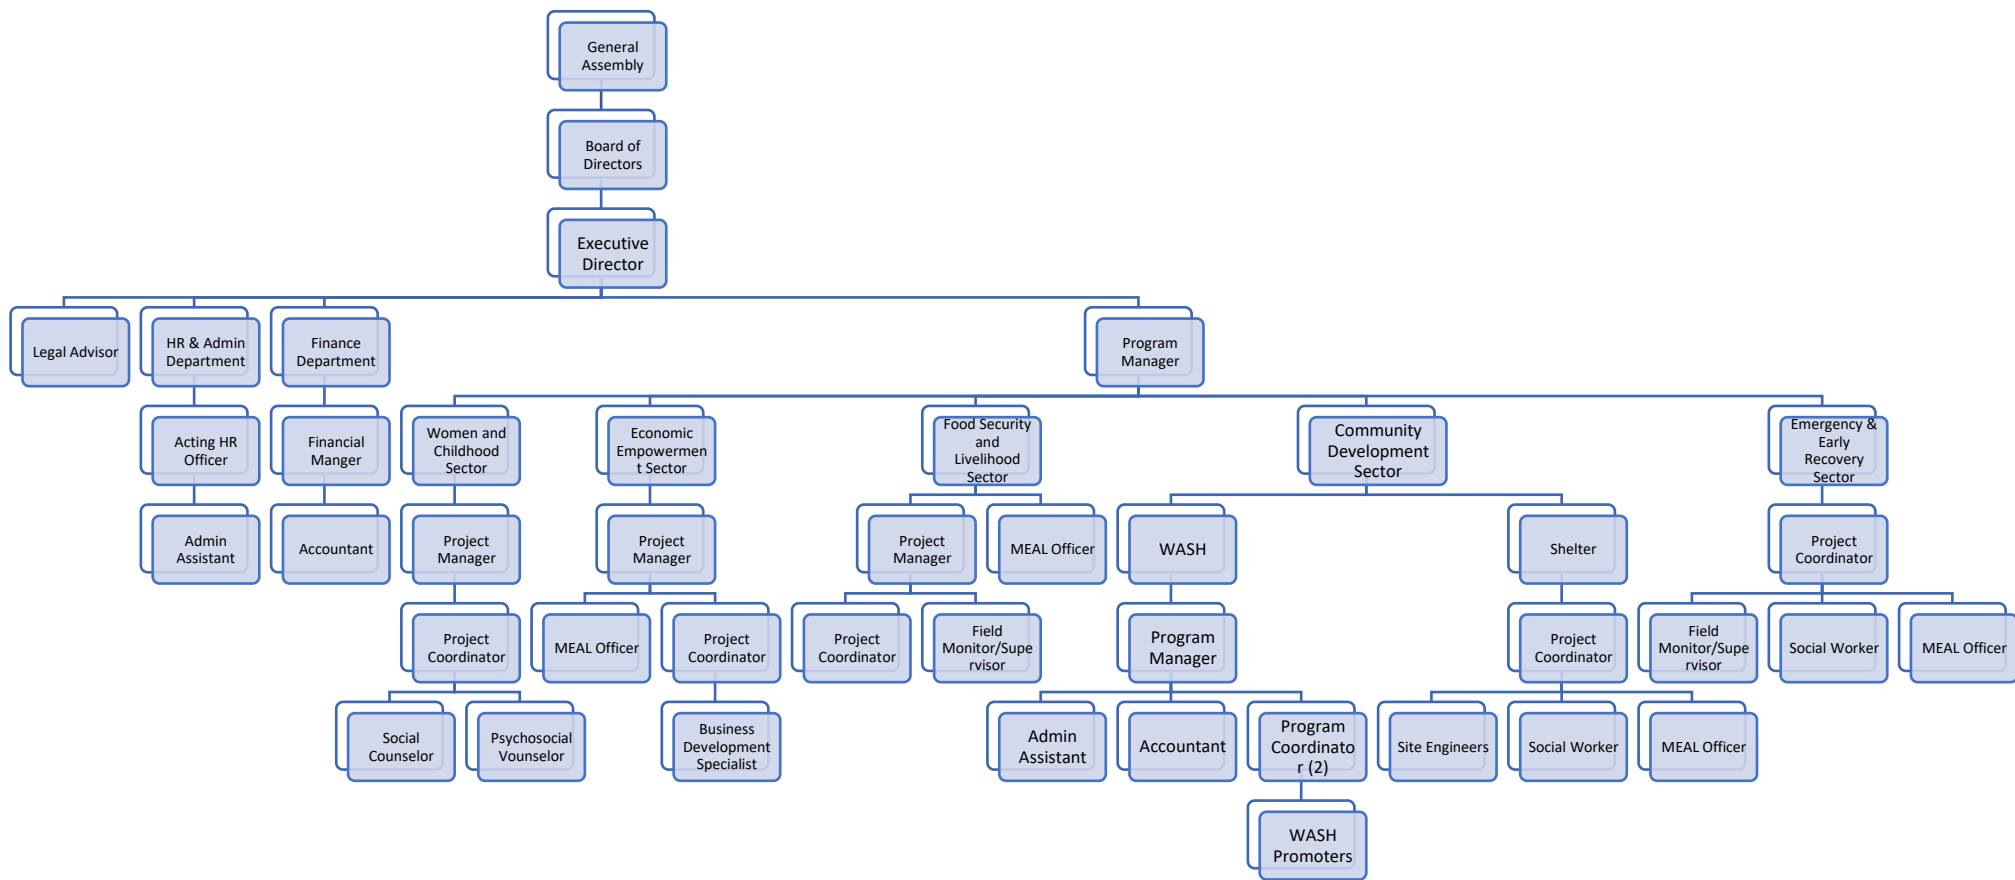 General
Assembly
Board of
Directors
Executive
Director
Legal Advisor
HR & Admin
Department
Finance
Department
Program
Manager
Acting HR
Officer
Financial
Manger
Women and
Childhood
Sector
Economic
Empowermen
t Sector
Food Security
and
Livelihood
Sector
Community
Development
Sector
Emergency &
Early
Recovery
Sector
Admin
Assistant
Accountant
Project
Manager
Project
Manager
Project
Manager
MEAL Officer
WASH
Shelter
Project
Coordinator
Project
Coordinator
MEAL Officer
Project
Coordinator
Project
Coordinator
Field
Monitor/Supe
rvisor
Program
Manager
Project
Coordinator
Field
Monitor/Supe
rvisor
Social Worker
MEAL Officer
Social
Counselor
Psychosocial
Vounselor
Business
Development
Specialist
Admin
Assistant
Accountant
Program
Coordinato
r (2)
Site Engineers
Social Worker
MEAL Officer
WASH
Promoters